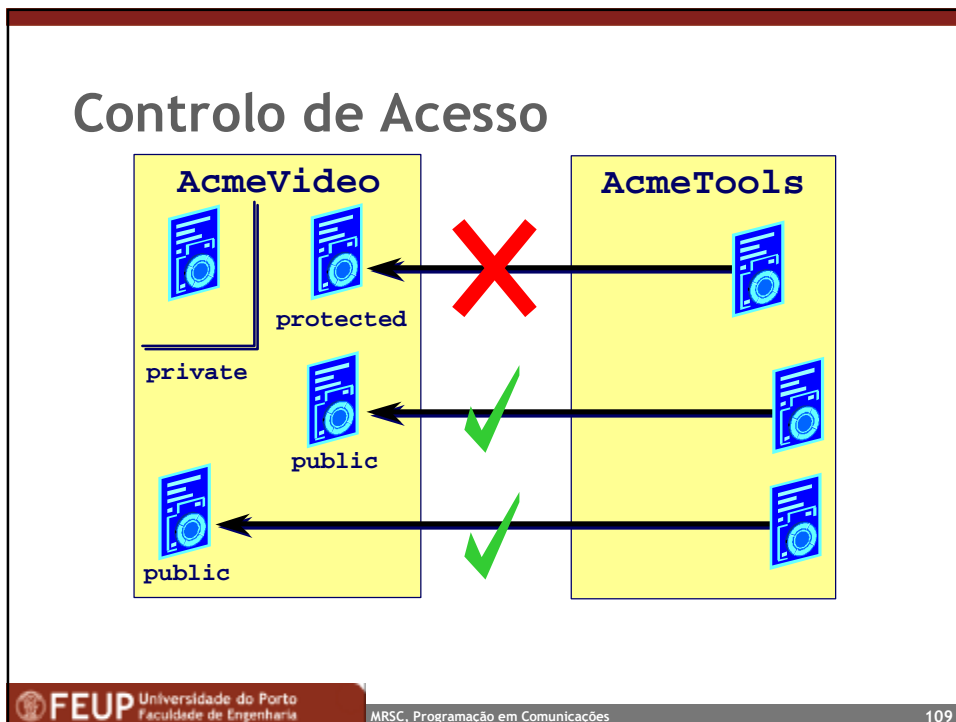 Controlo de Acesso
AcmeVideo
AcmeTools
protected
private
public
public
FEUP Universidade do Porto
Faculdade de Engenharia
MRSC, Programação em Comunicações
109